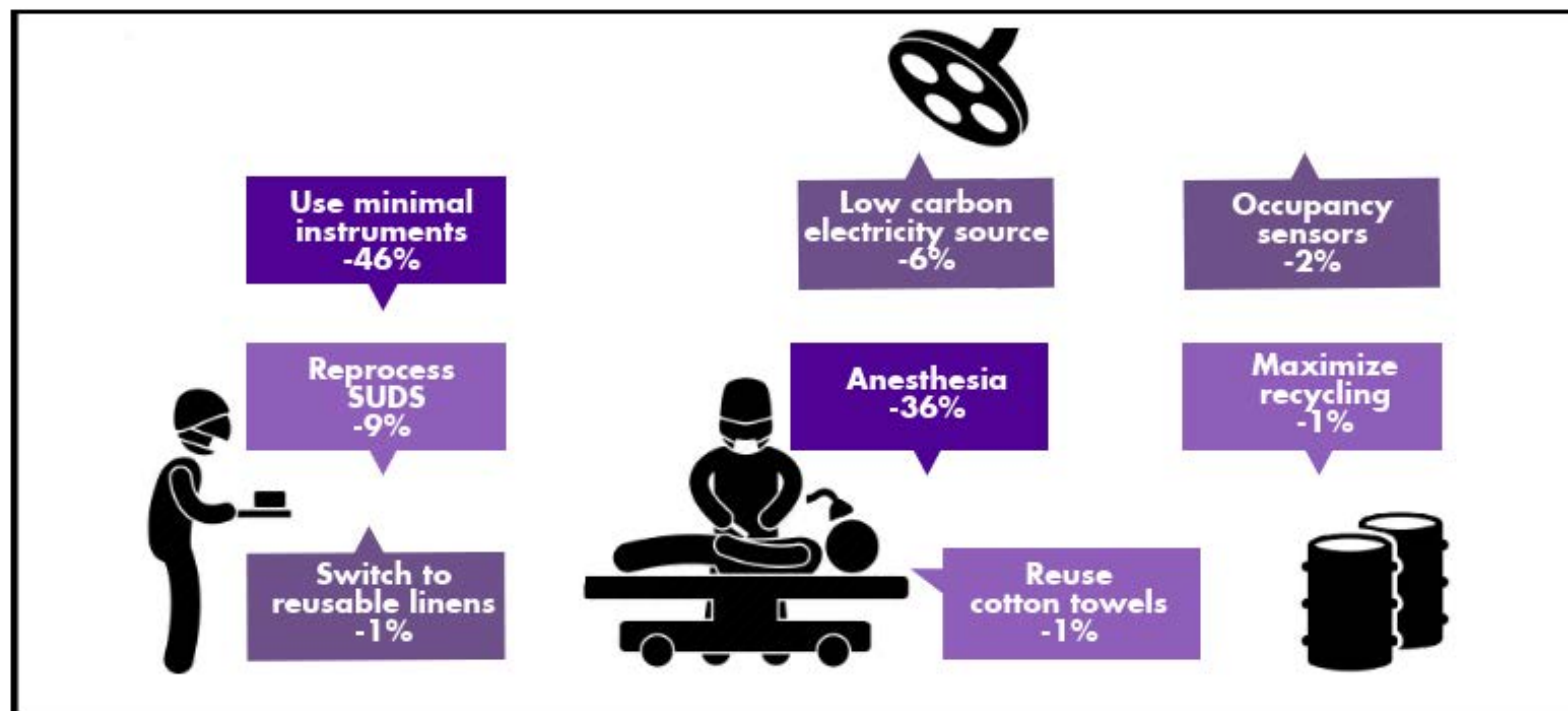 Use minimal
instruments
-46%
Low carbon
electricity source
-6%
Occupancy
sensors
-2%
Reprocess
SUDS
-9%
Anesthesia
-36%
Maximize
recycling
-1%
Switch to
reusable linens
-1%
Reuse
cotton towels
-1%